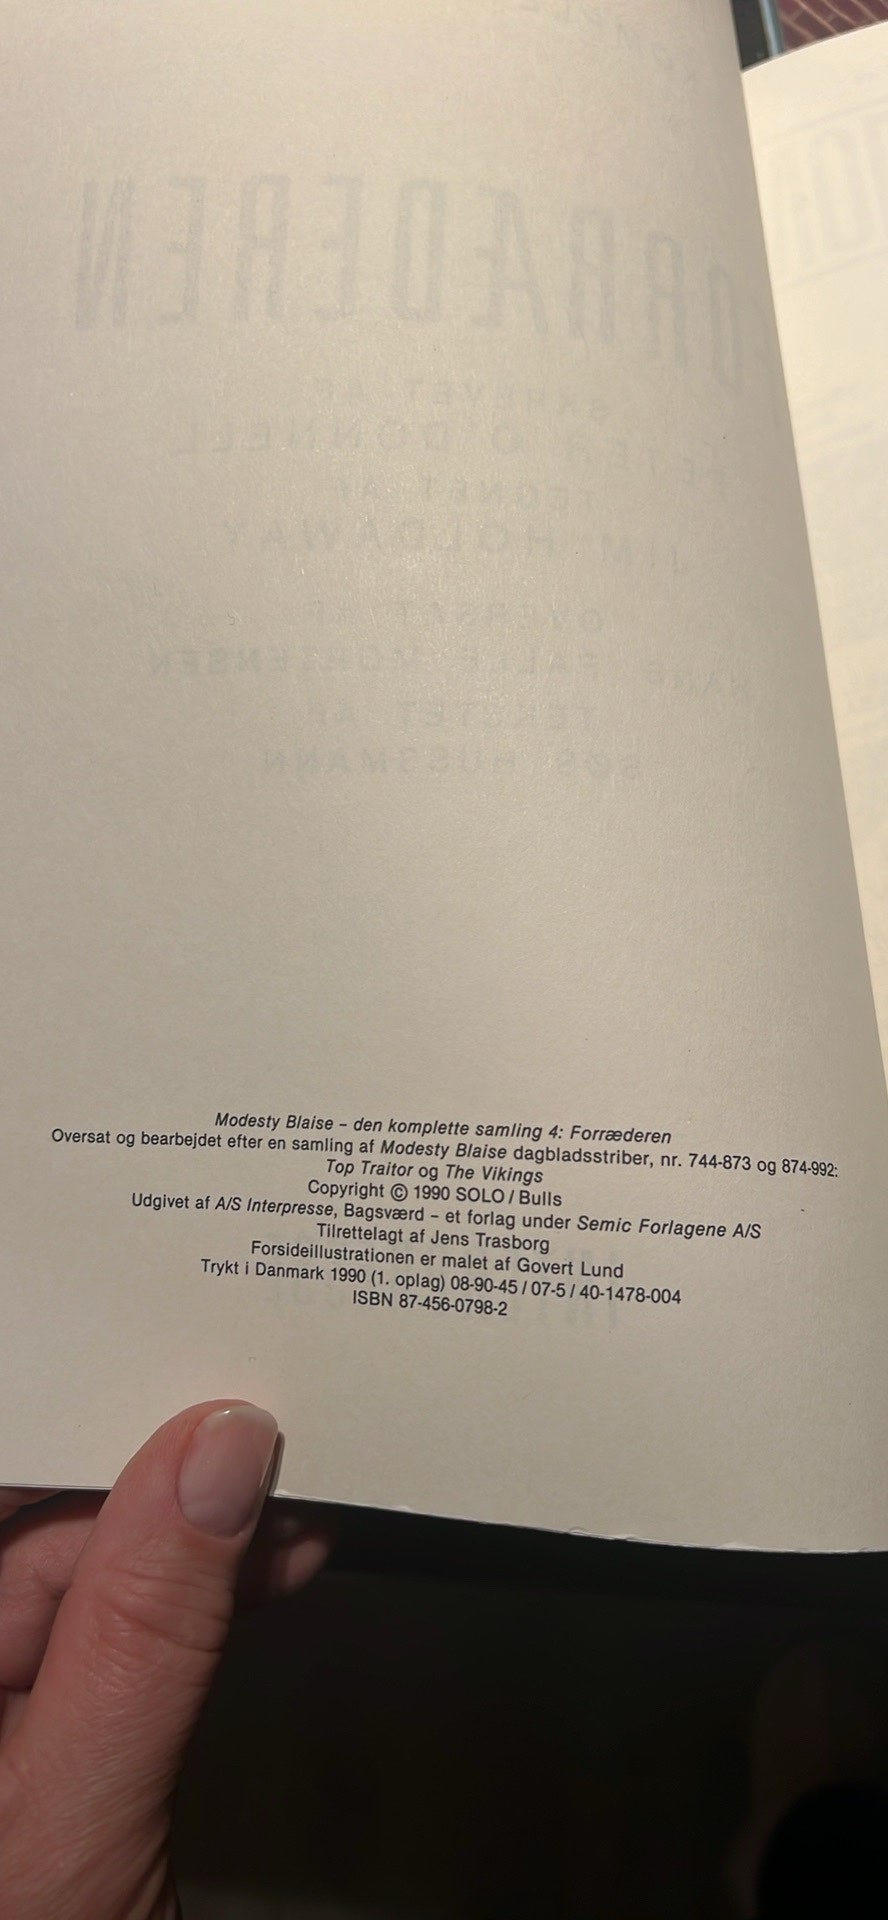 Modesty Blaise – den komplette samling 4: Forræderen
Oversat og bearbejdet efter en samling af Modesty Blaise dagbladsstriber, nr. 744-873 og 874-992:
Top Traitor og The Vikings
Copyright © 1990 SOLO / Bulls
Udgivet af A/S Interpresse, Bagsværd – et forlag under Semic Forlagene A/S
Tilrettelagt af Jens Trasborg
Forsideillustrationen er malet af Govert Lund
Trykt i Danmark 1990 (1. oplag) 08-90-45 / 07-5 / 40-1478-004
ISBN 87-456-0798-2